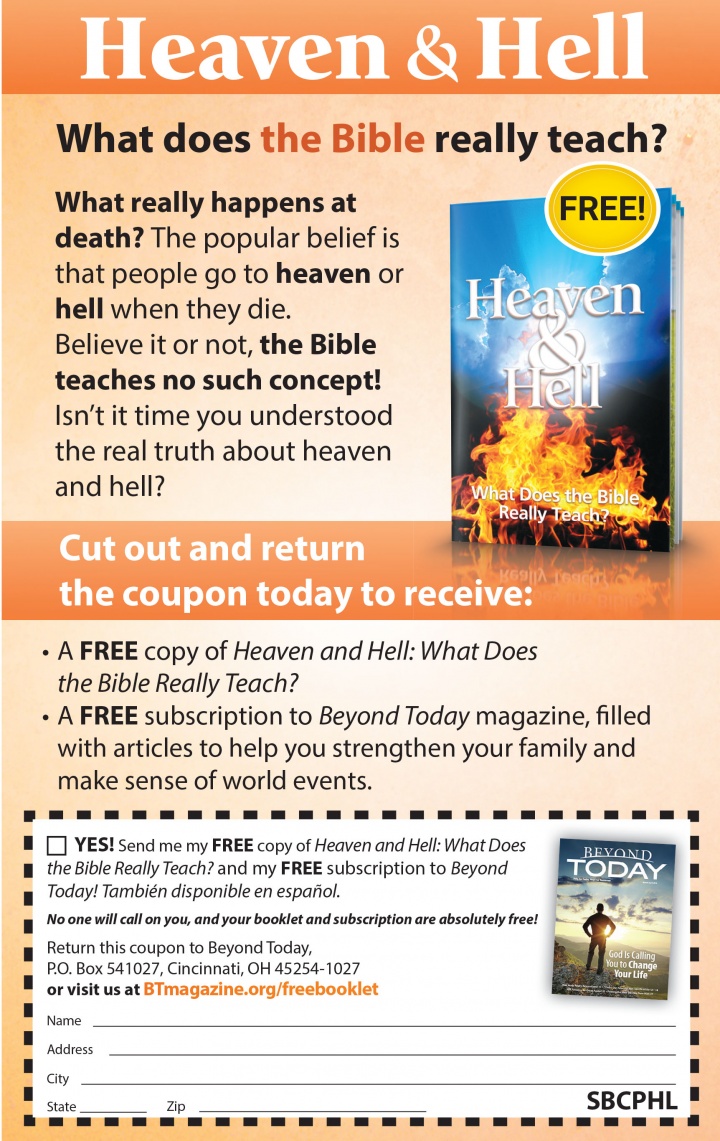 Heaven & Hell
What does the Bible really teach?
What really happens at
death? The popular belief is
that people go to heaven or
hell when they die.
Believe it or not, the Bible
teaches no such concept!
Isn't it time you understood
the real truth about heaven
and hell?
FREE!
Heaven
&
Hell
What Does the Bible
Really Teach?
Cut out and return
the coupon today to receive:
• A FREE copy of Heaven and Hell: What Does
the Bible Really Teach?
• A FREE subscription to Beyond Today magazine, filled
with articles to help you strengthen your family and
make sense of world events.
YES! Send me my FREE copy of Heaven and Hell: What Does
the Bible Really Teach? and my FREE subscription to Beyond
Today! También disponible en español.
No one will call on you, and your booklet and subscription are absolutely free!
Return this coupon to Beyond Today,
P.O. Box 541027, Cincinnati, OH 45254-1027
or visit us at BTmagazine.org/freebooklet
BEYOND
TODAY
God Is Calling
You to Change
Your Life
Name
Address
City
State Zip
SBCPHL